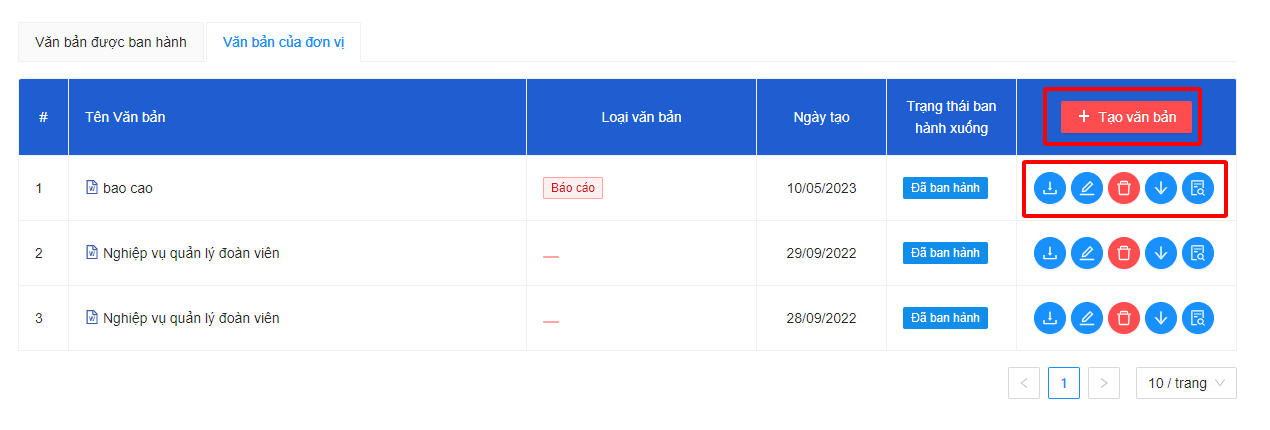 Văn bản được ban hành Văn bản của đơn vị
# Tên Văn bản Loại văn bản Ngày tạo Trạng thái ban hành xuống + Tạo văn bản
1 bao cao Báo cáo 10/05/2023 Đã ban hành
2 Nghiệp vụ quản lý đoàn viên — 29/09/2022 Đã ban hành
3 Nghiệp vụ quản lý đoàn viên — 28/09/2022 Đã ban hành
< 1 > 10 / trang